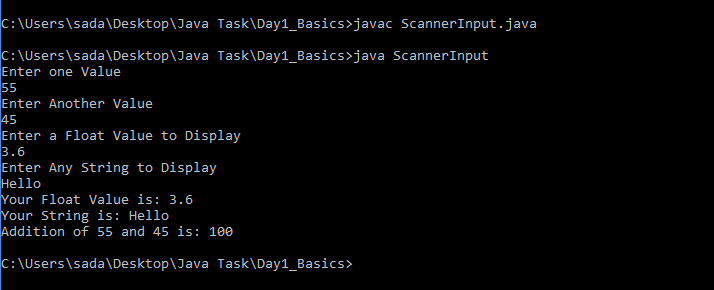 C:\Users\sada\Desktop\Java Task\Day1_Basics>javac ScannerInput.java
C:\Users\sada\Desktop\Java Task\Day1_Basics>java ScannerInput
Enter one Value
55
Enter Another Value
45
Enter a Float Value to Display
3.6
Enter Any String to Display
Hello
Your Float Value is: 3.6
Your String is: Hello
Addition of 55 and 45 is: 100
C:\Users\sada\Desktop\Java Task\Day1_Basics>